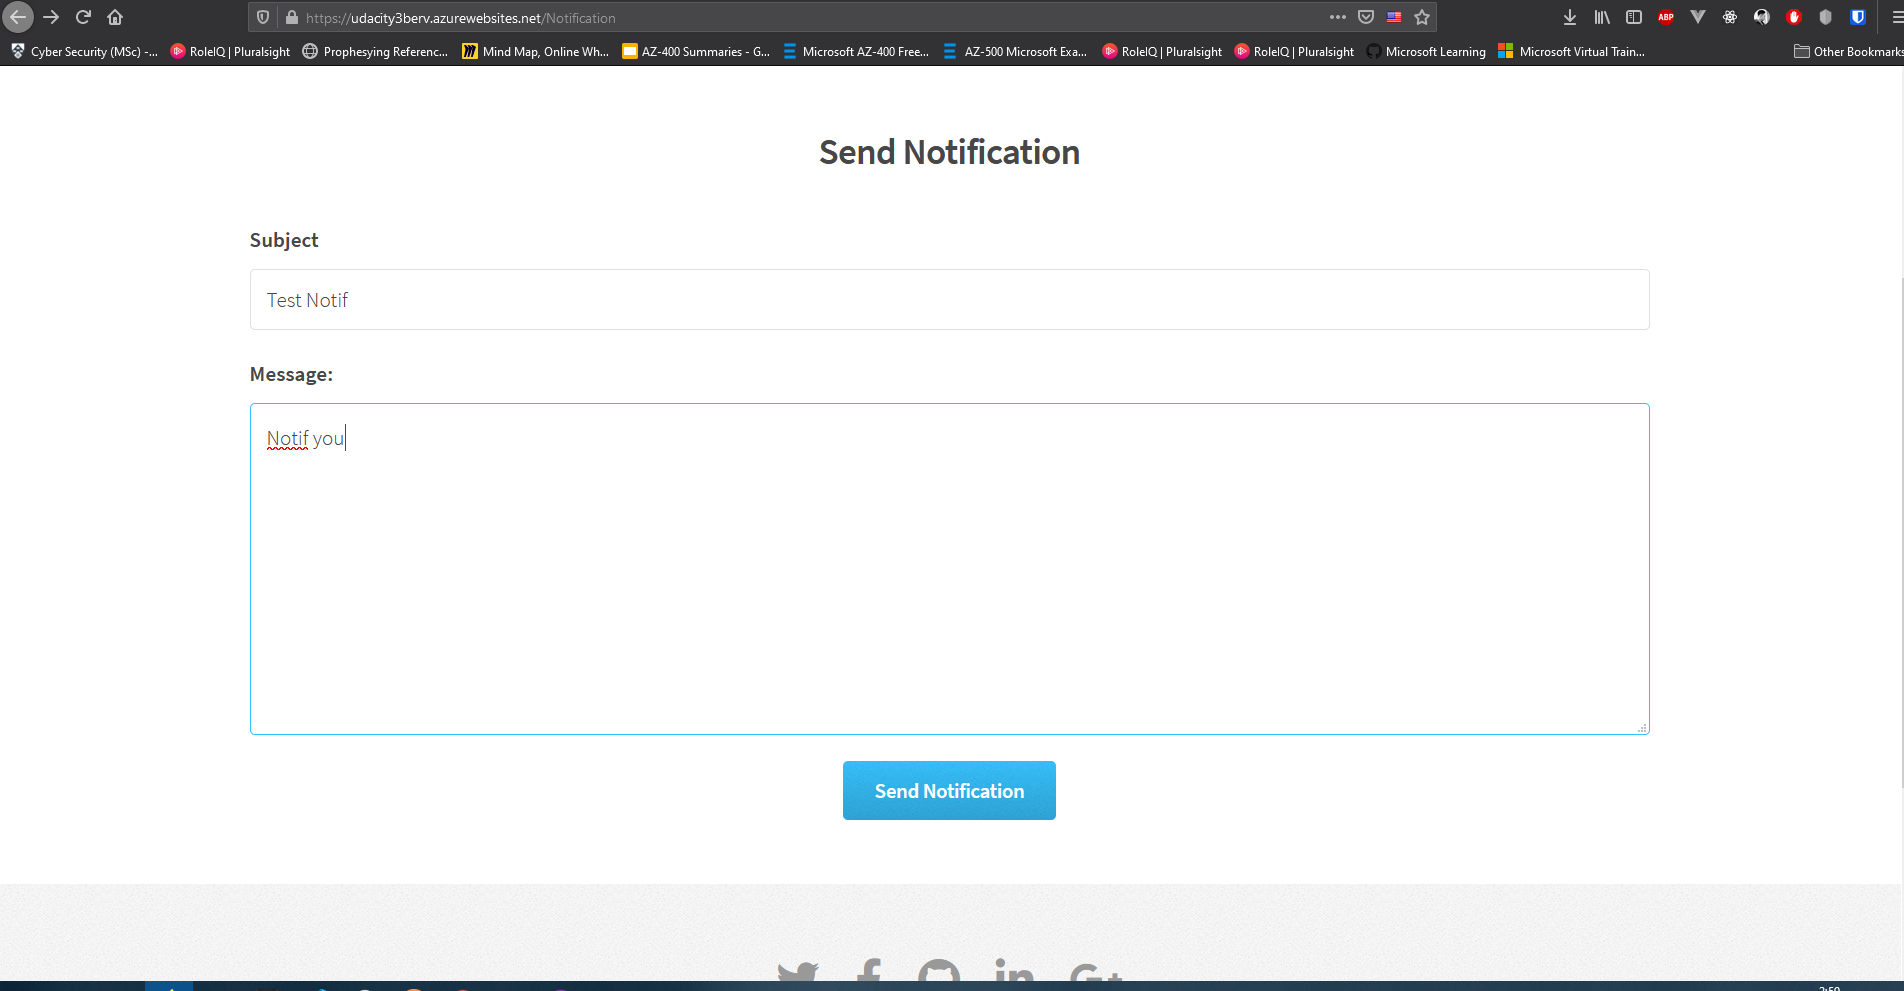 https://udacity3berv.azurewebsites.net/Notification
ABP
Cyber Security (MSc) -... RoleIQ | Pluralsight Prophesying Referenc... Mind Map, Online Wh... AZ-400 Summaries - G... Microsoft AZ-400 Free... AZ-500 Microsoft Exa... RoleIQ | Pluralsight RoleIQ | Pluralsight Microsoft Learning Microsoft Virtual Train... Other Bookmarks
Send Notification
Subject
Test Notif
Message:
Notif you
Send Notification